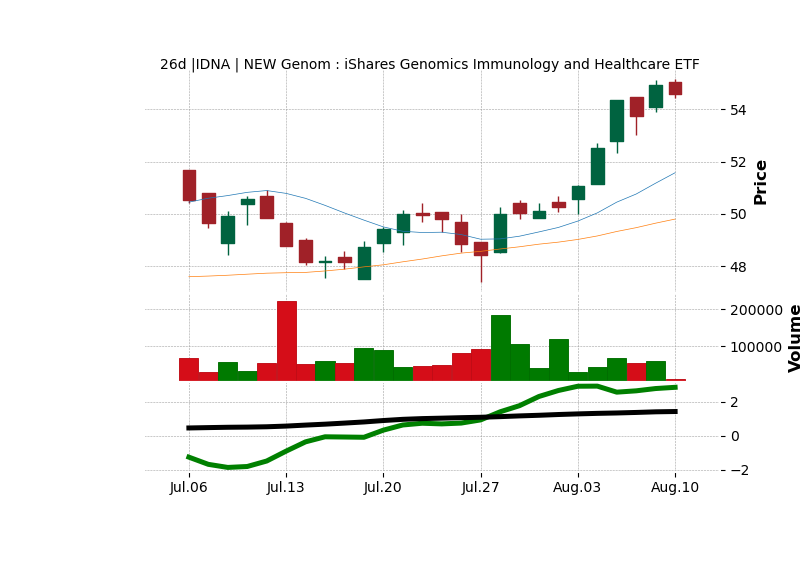 26d |IDNA | NEW Genom : iShares Genomics Immunology and Healthcare ETF
54
52
50
48
Price
200000
100000
Volume
2
0
−2
Jul.06 Jul.13 Jul.20 Jul.27 Aug.03 Aug.10